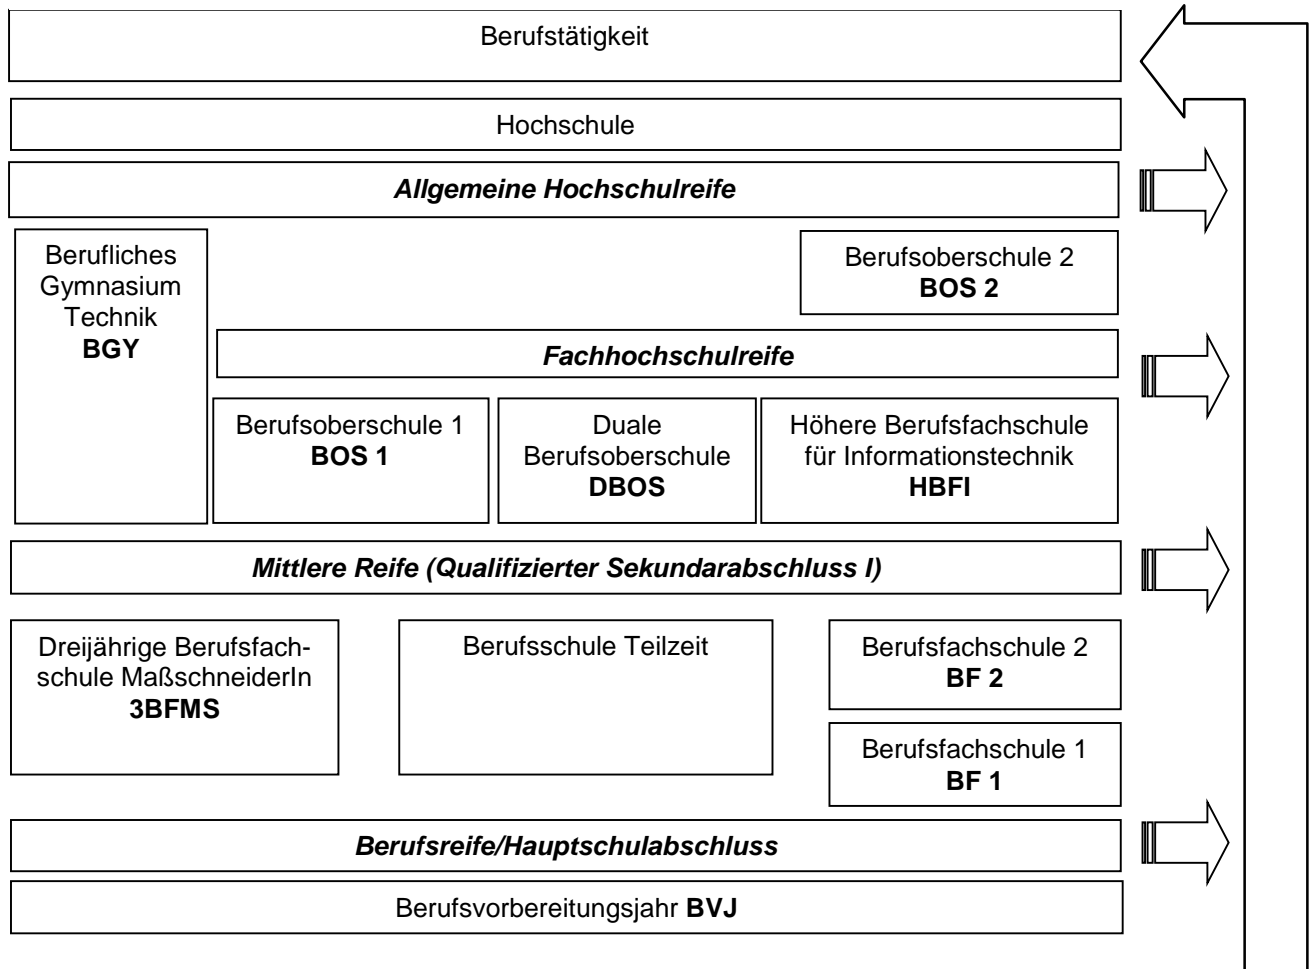 Berufstätigkeit
Hochschule
Allgemeine Hochschulreife
Berufliches
Gymnasium
Technik
BGY
Berufsoberschule 2
BOS 2
Fachhochschulreife
Berufsoberschule 1
BOS 1
Duale
Berufsoberschule
DBOS
Höhere Berufsfachschule
für Informationstechnik
HBFI
Mittlere Reife (Qualifizierter Sekundarabschluss I)
Dreijährige Berufsfach-
schule MaßschneiderIn
3BFMS
Berufsschule Teilzeit
Berufsfachschule 2
BF 2
Berufsfachschule 1
BF 1
Berufsreife/Hauptschulabschluss
Berufsvorbereitungsjahr BVJ